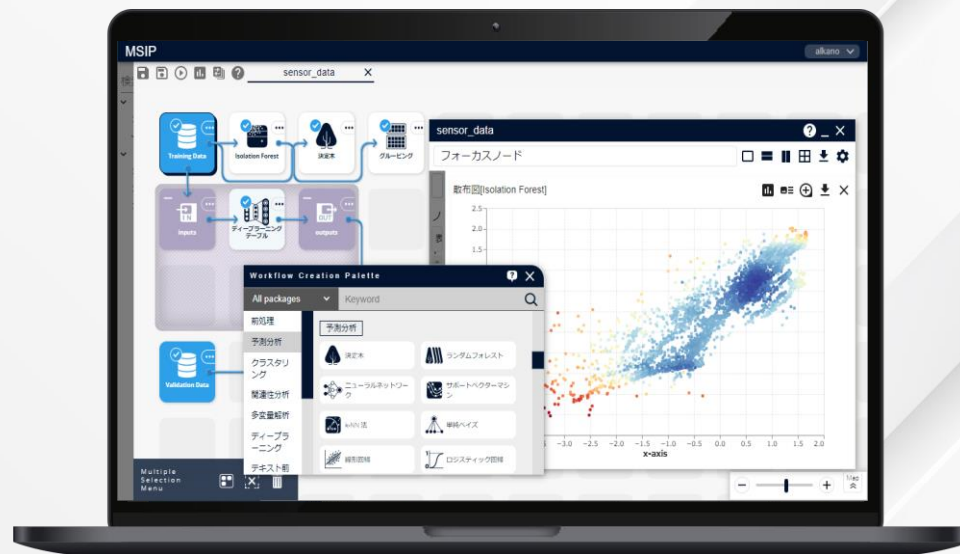 MSIP
alkano
sensor_data
Training Data
Isolation Forest
決定木
グルーピング
sensor_data
フォーカスノード
散布図[Isolation Forest]
2.5
2.0
1.5
IN
inputs
ディープラーニング
テーブル
OUT
outputs
Workflow Creation Palette
All packages
Keyword
前処理
予測分析
クラスタリ
ング
関連性分析
多変量解析
ディープラ
ーニング
テキスト前
予測分析
決定木
ランダムフォレスト
ニューラルネットワー
ク
サポートベクターマシ
ン
k-NN法
単純ベイズ
線形回帰
ロジスティック回帰
Validation Data
-3.0 -2.5 -2.0 -1.5 -1.0 -0.5 0.0 0.5 1.0 1.5 2.0
x-axis
Multiple
Selection
Menu
Map